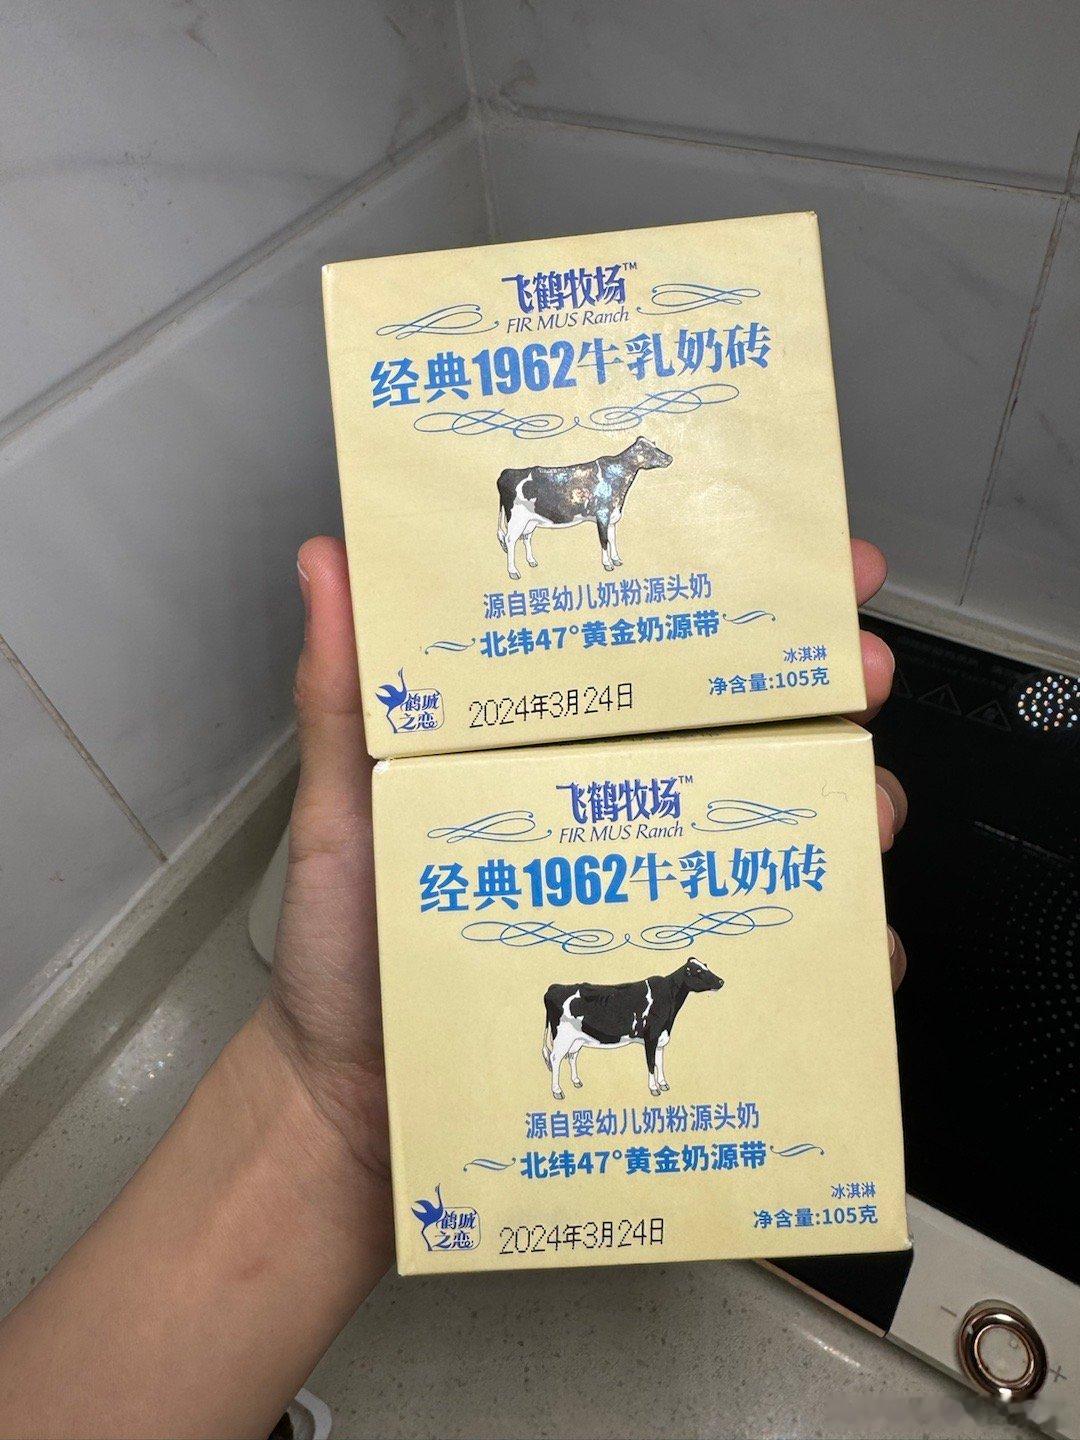 飞鹤牧场™
FIR MUS Ranch
经典1962牛乳奶砖
源自婴幼儿奶粉源头奶
北纬47°黄金奶源带
冰淇淋
净含量:105克
鹤城
之恋
2024年3月24日
飞鹤牧场™
FIR MUS Ranch
经典1962牛乳奶砖
源自婴幼儿奶粉源头奶
北纬47°黄金奶源带
冰淇淋
净含量:105克
鹤城
之恋
2024年3月24日